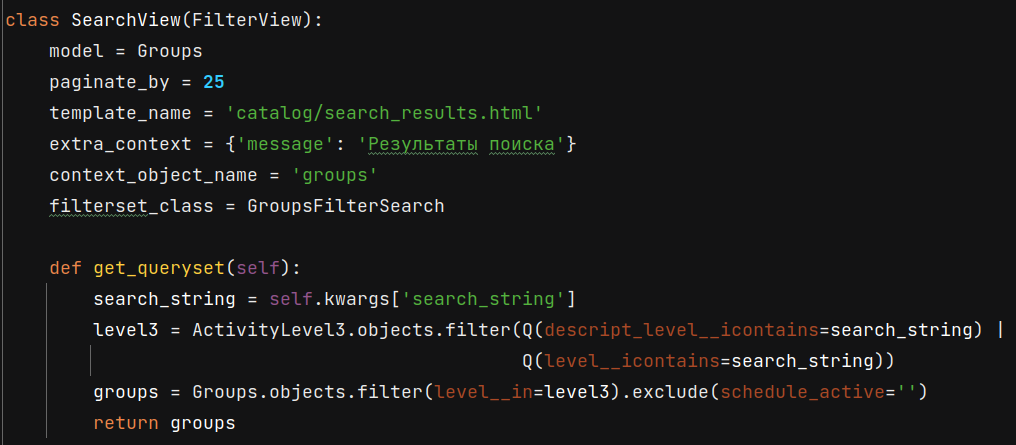 class SearchView(FilterView):
    model = Groups
    paginate_by = 25
    template_name = 'catalog/search_results.html'
    extra_context = {'message': 'Результаты поиска'}
    context_object_name = 'groups'
    filterset_class = GroupsFilterSearch

    def get_queryset(self):
        search_string = self.kwargs['search_string']
        level3 = ActivityLevel3.objects.filter(Q(descript_level__icontains=search_string) |
                                               Q(level__icontains=search_string))
        groups = Groups.objects.filter(level__in=level3).exclude(schedule_active='')
        return groups